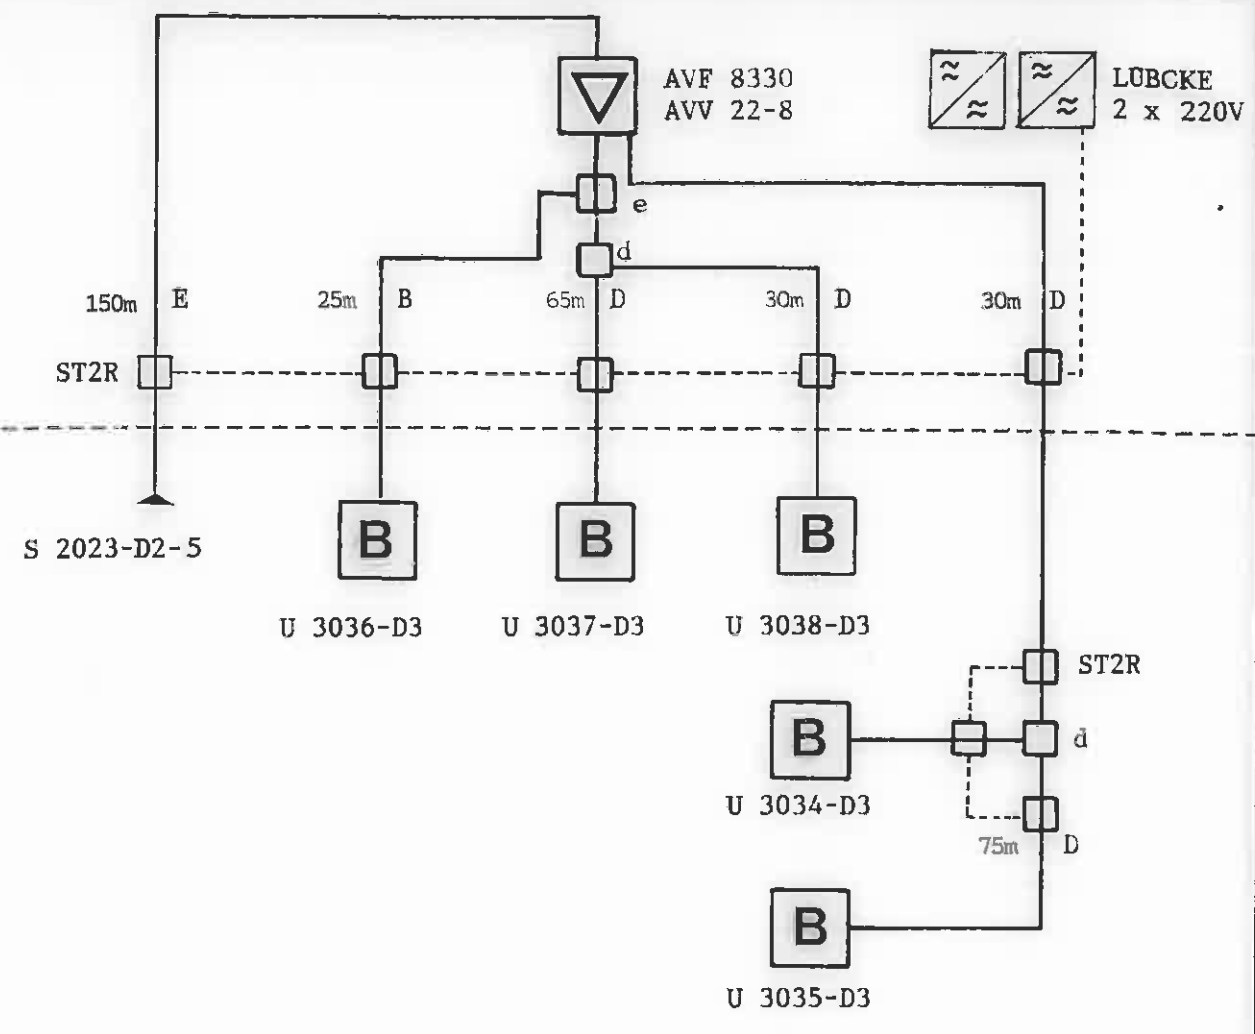 AVF 8330
AVV 22-8
≈
≈
≈
≈
LÜBCKE
2 x 220V
e
d
150m E
25m B
65m D
30m D
30m D
ST2R
B
B
B
S 2023-D2-5
U 3036-D3
U 3037-D3
U 3038-D3
ST2R
B
d
U 3034-D3
75m D
B
U 3035-D3